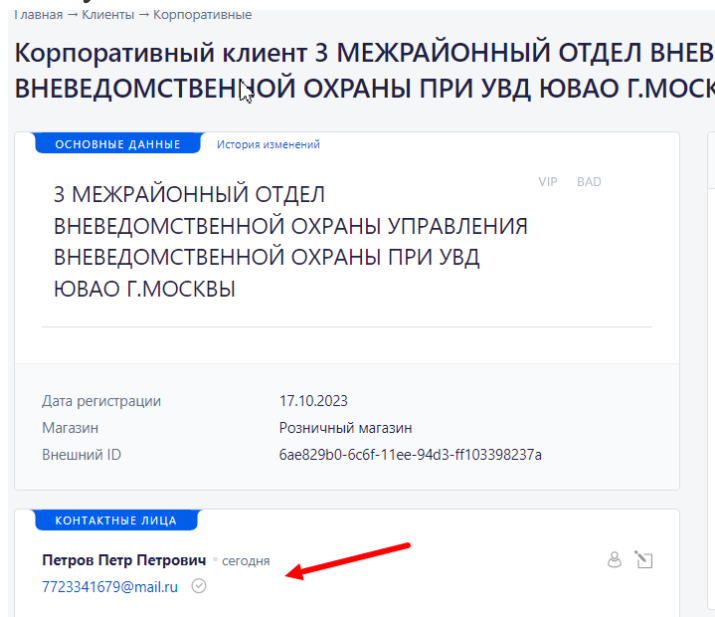 Главная → Клиенты → Корпоративные
Корпоративный клиент 3 МЕЖРАЙОННЫЙ ОТДЕЛ ВНЕВ
ВНЕВЕДОМСТВЕННОЙ ОХРАНЫ ПРИ УВД ЮВАО Г.МОСК
ОСНОВНЫЕ ДАННЫЕ История изменений
VIP BAD
3 МЕЖРАЙОННЫЙ ОТДЕЛ
ВНЕВЕДОМСТВЕННОЙ ОХРАНЫ УПРАВЛЕНИЯ
ВНЕВЕДОМСТВЕННОЙ ОХРАНЫ ПРИ УВД
ЮВАО Г.МОСКВЫ
Дата регистрации 17.10.2023
Магазин Розничный магазин
Внешний ID 6ae829b0-6c6f-11ee-94d3-ff103398237a
КОНТАКТНЫЕ ЛИЦА
Петров Петр Петрович • сегодня
7723341679@mail.ru